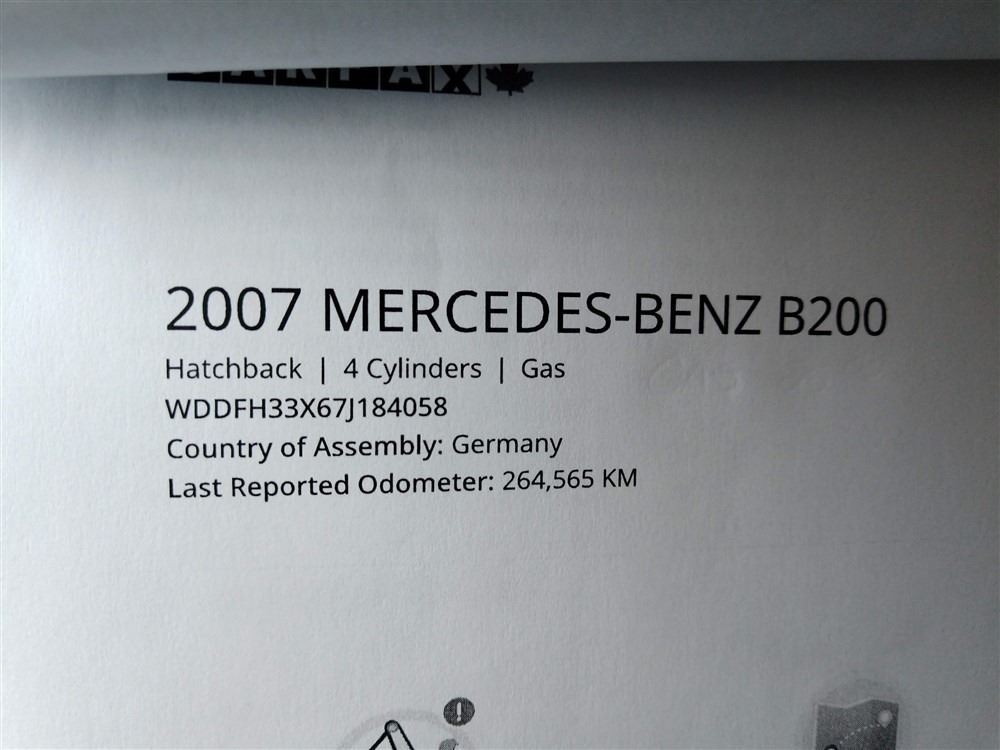 CARFAX
2007 MERCEDES-BENZ B200
Hatchback | 4 Cylinders | Gas
WDDFH33X67J184058
Country of Assembly: Germany
Last Reported Odometer: 264,565 KM